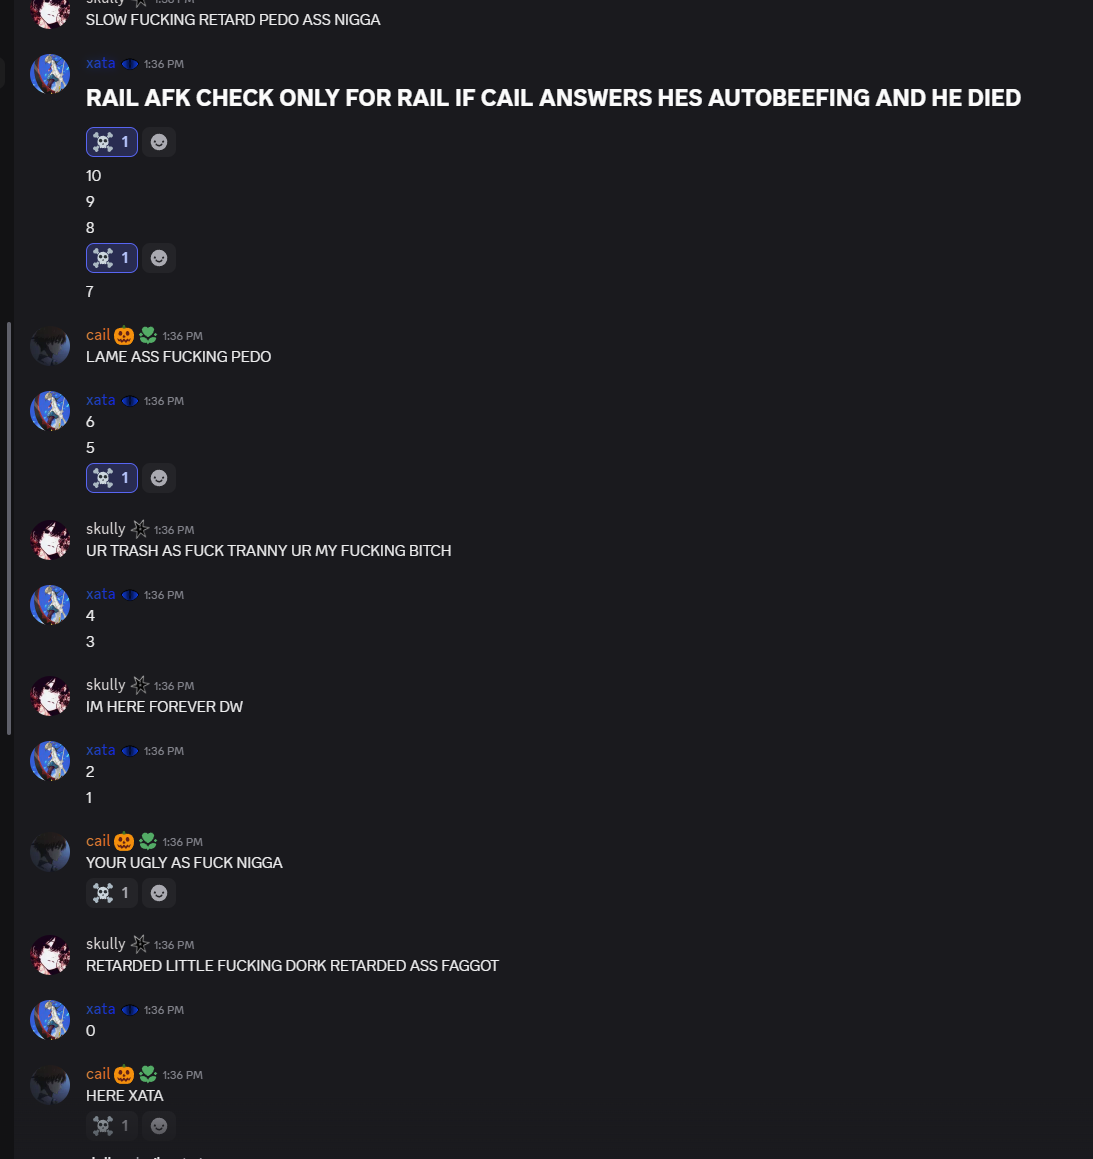 SLOW FUCKING RETARD PEDO ASS NIGGA
xata 1:36 PM
RAIL AFK CHECK ONLY FOR RAIL IF CAIL ANSWERS HES AUTOBEEFING AND HE DIED
1
10
9
8
1
7
cail 1:36 PM
LAME ASS FUCKING PEDO
xata 1:36 PM
6
5
1
skully 1:36 PM
UR TRASH AS FUCK TRANNY UR MY FUCKING BITCH
xata 1:36 PM
4
3
skully 1:36 PM
IM HERE FOREVER DW
xata 1:36 PM
2
1
cail 1:36 PM
YOUR UGLY AS FUCK NIGGA
1
skully 1:36 PM
RETARDED LITTLE FUCKING DORK RETARDED ASS FAGGOT
xata 1:36 PM
0
cail 1:36 PM
HERE XATA
1